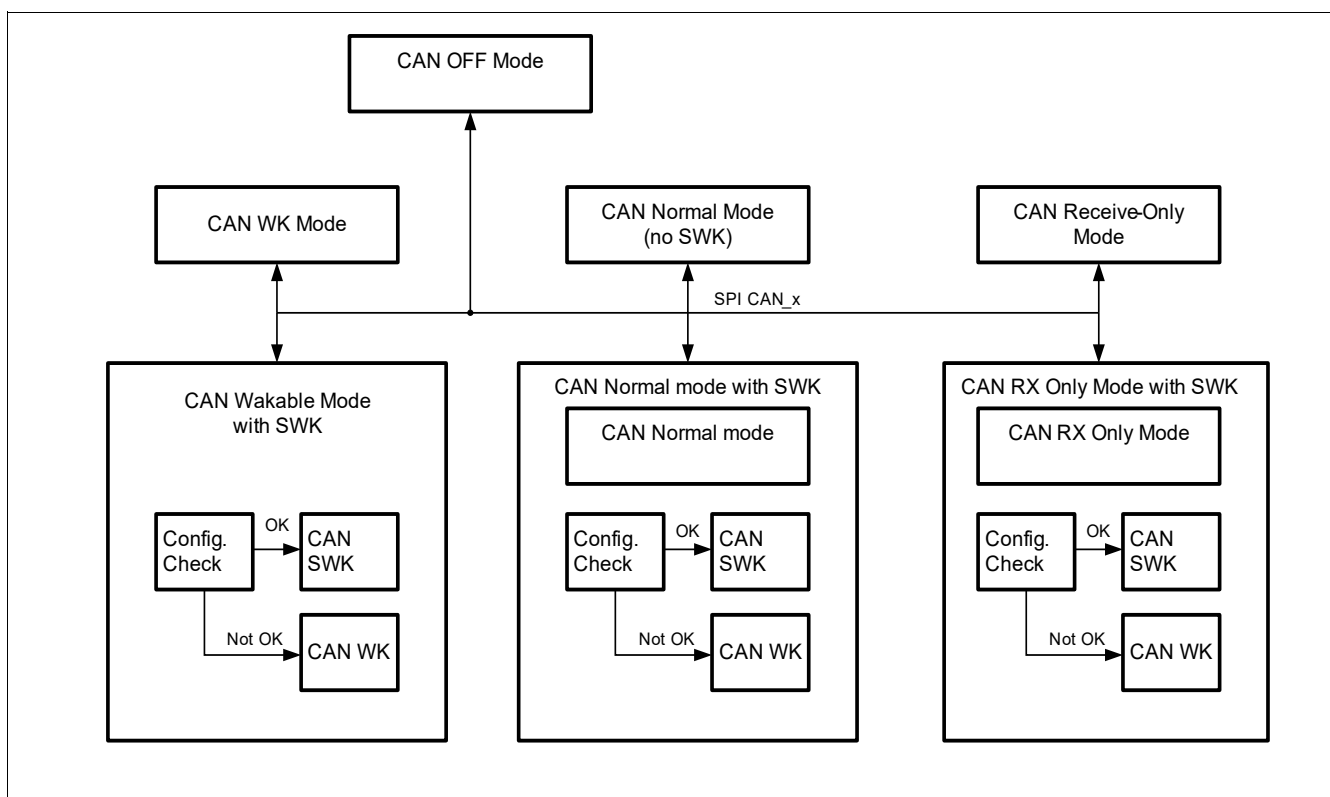 CAN OFF Mode
CAN WK Mode
CAN Normal Mode
(no SWK)
CAN Receive-Only
Mode
SPI CAN_x
CAN Wakable Mode
with SWK
Config.
Check
OK
CAN
SWK
Not OK
CAN WK
CAN Normal mode with SWK
CAN Normal mode
Config.
Check
OK
CAN
SWK
Not OK
CAN WK
CAN RX Only Mode with SWK
CAN RX Only Mode
Config.
Check
OK
CAN
SWK
Not OK
CAN WK